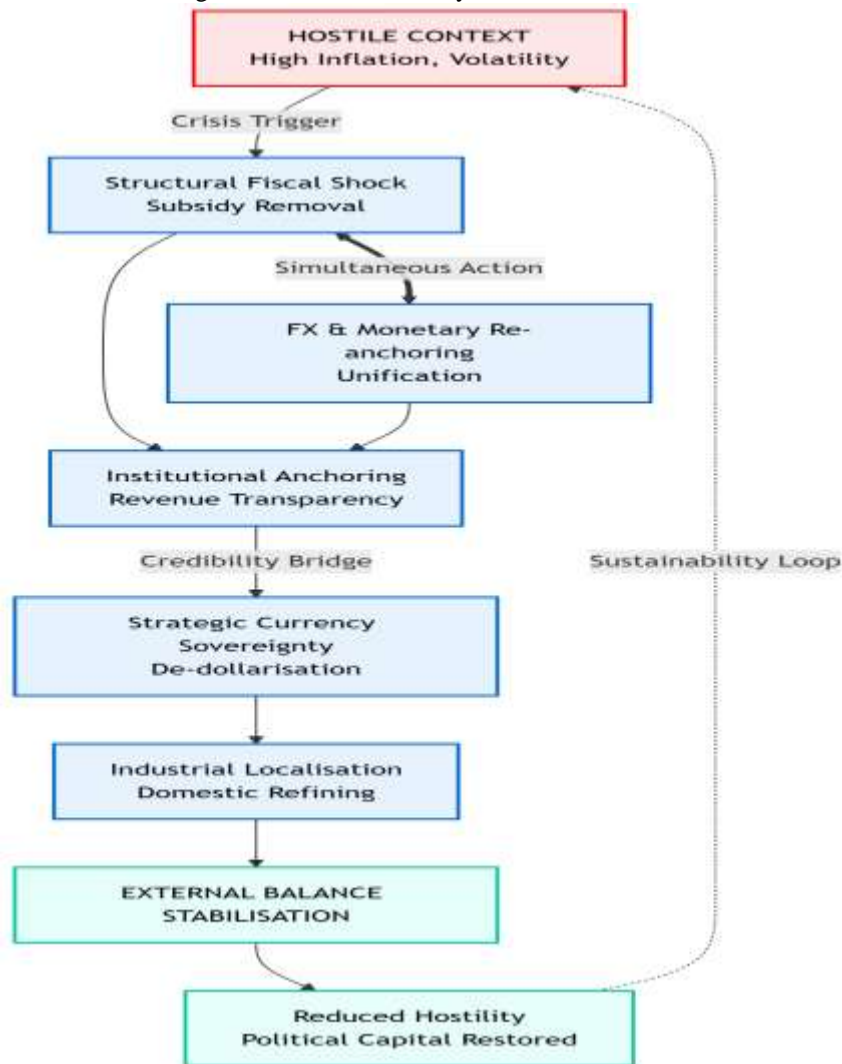 HOSTILE CONTEXT
High Inflation, Volatility
Crisis Trigger
Structural Fiscal Shock
Subsidy Removal
Simultaneous Action
FX & Monetary Re-
anchoring
Unification
Institutional Anchoring
Revenue Transparency
Credibility Bridge
Sustainability Loop
Strategic Currency
Sovereignty
De-dollarisation
Industrial Localisation
Domestic Refining
EXTERNAL BALANCE
STABILISATION
Reduced Hostility
Political Capital Restored